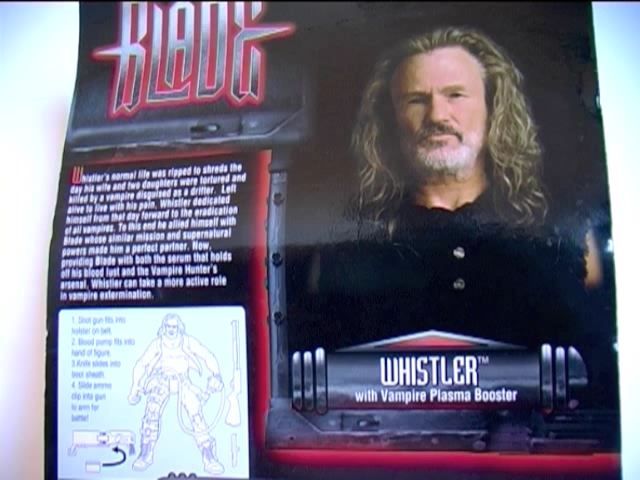 BLADE
Whistler's normal life was ripped to shreds the
day his wife and two daughters were tortured and
killed by a vampire disguised as a drifter. Left
alive to live with his pain, Whistler dedicated
himself from that day forward to the eradication
of all vampires. To this end he allied himself with
Blade whose similar mission and supernatural
powers made him a perfect partner. Now,
providing Blade with both the serum that holds
off his blood lust and the Vampire Hunter's
arsenal, Whistler can take a more active role
in vampire extermination.
1. Shot gun fits into
holster on belt.
2. Blood pump fits into
hand of figure.
3.Knife slides into
boot sheath.
4. Slide ammo
clip into gun
to arm for
battle!
WHISTLER™
with Vampire Plasma Booster